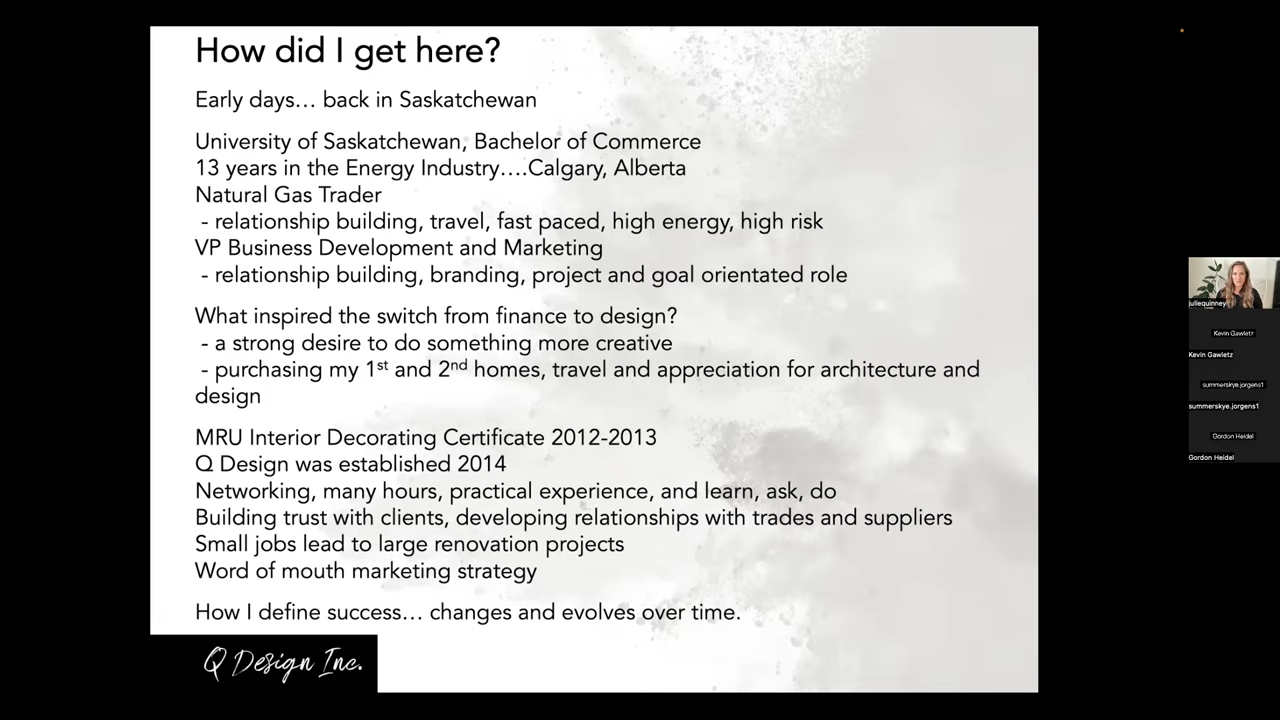 How did I get here?
Early days... back in Saskatchewan
University of Saskatchewan, Bachelor of Commerce
13 years in the Energy Industry....Calgary, Alberta
Natural Gas Trader
- relationship building, travel, fast paced, high energy, high risk
VP Business Development and Marketing
- relationship building, branding, project and goal orientated role
What inspired the switch from finance to design?
- a strong desire to do something more creative
- purchasing my 1st and 2nd homes, travel and appreciation for architecture and
design
MRU Interior Decorating Certificate 2012-2013
Q Design was established 2014
Networking, many hours, practical experience, and learn, ask, do
Building trust with clients, developing relationships with trades and suppliers
Small jobs lead to large renovation projects
Word of mouth marketing strategy
How I define success... changes and evolves over time.
Q Design Inc.
juliequinney
Kevin Gawletz
Kevin Gawletz
summerskye.jorgens1
summerskye.jorgens1
Gordon Heidel
Gordon Heidel